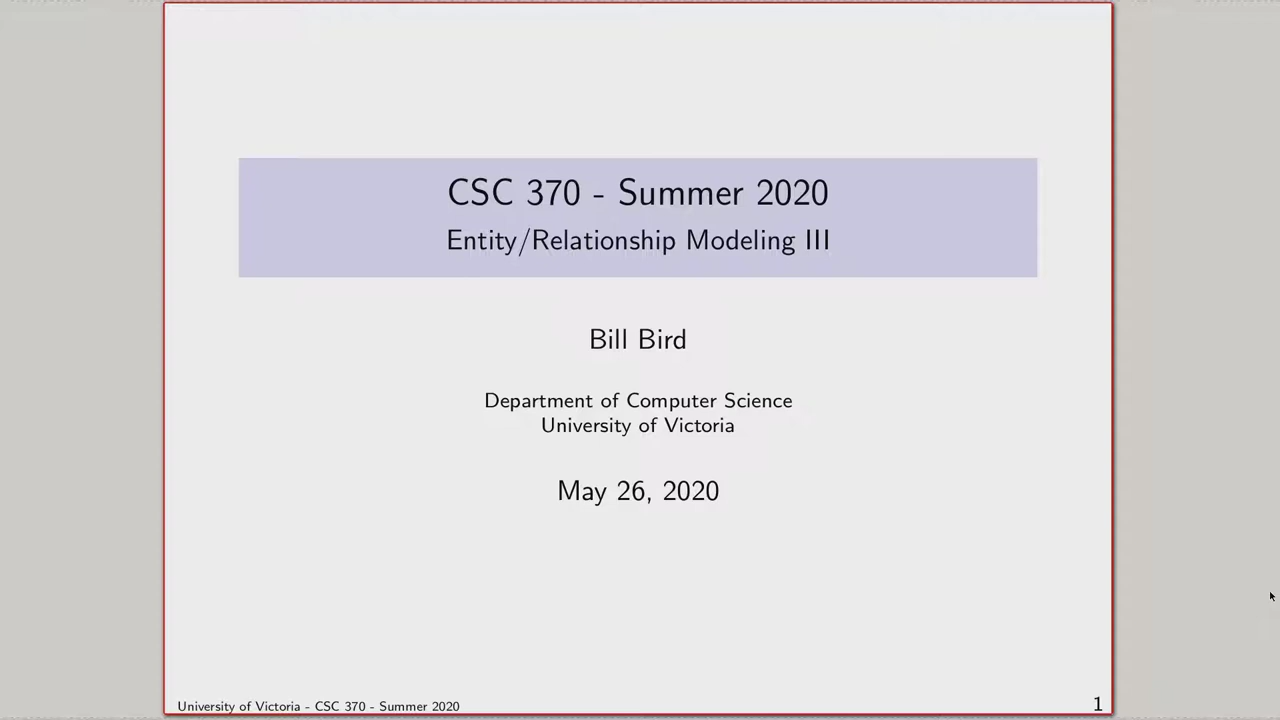 CSC 370 - Summer 2020
Entity/Relationship Modeling III
Bill Bird
Department of Computer Science
University of Victoria
May 26, 2020
University of Victoria - CSC 370 - Summer 2020
1